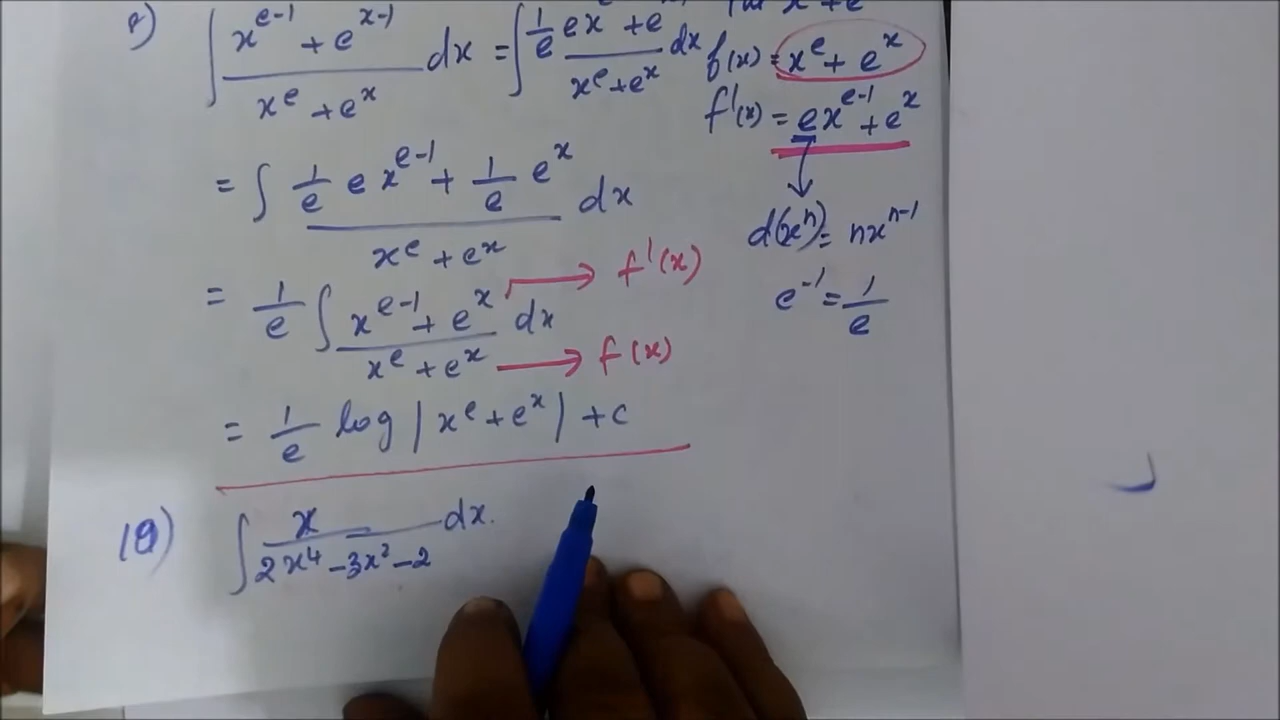 9) ∫ (x^(e-1) + e^(x-1))/(x^e + e^x) dx = ∫ (1/e ex + e)/(x^e + e^x) dx
f(x) = x^e + e^x
f'(x) = ex^(e-1) + e^x
= ∫ (1/e e x^(e-1) + 1/e e^x)/(x^e + e^x) dx
d(x^n) = nx^(n-1)
e^-1 = 1/e
= 1/e ∫ (x^(e-1) + e^x)/(x^e + e^x) dx → f'(x)
→ f(x)
= 1/e log |x^e + e^x| + c
10) ∫ x/(2x^4 - 3x^2 - 2) dx.